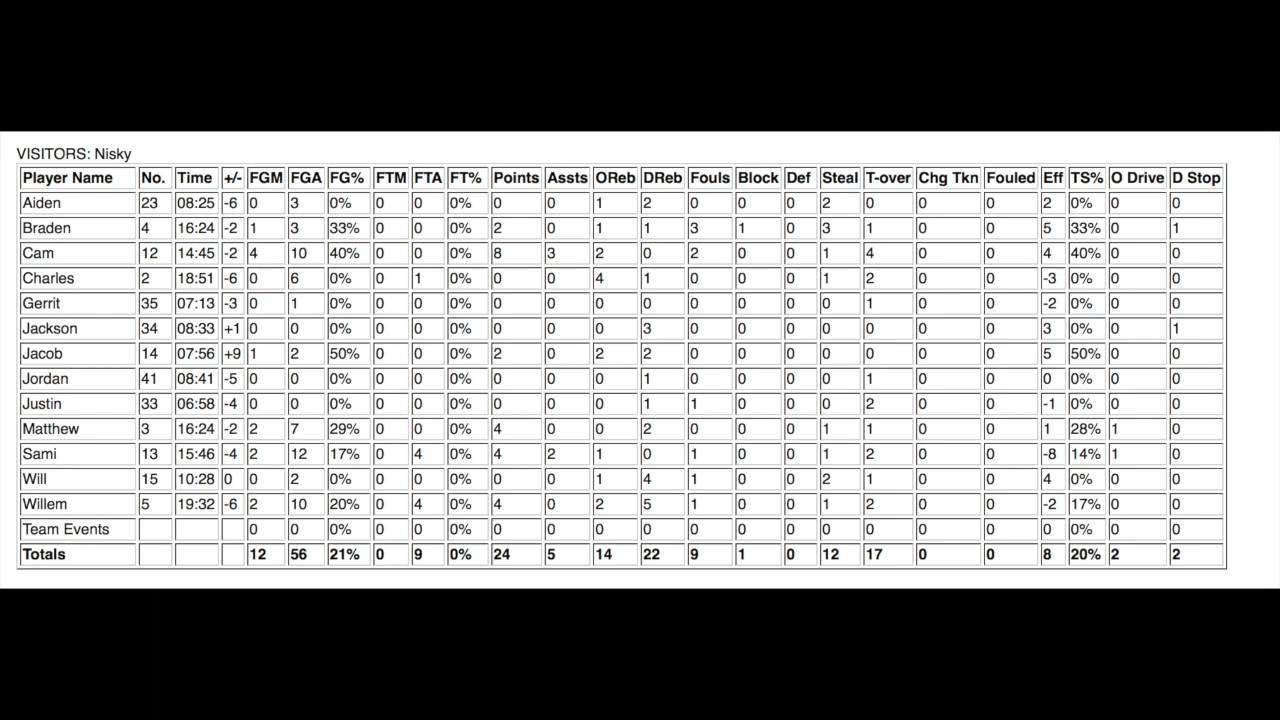 VISITORS: Nisky
Player Name No. Time +/- FGM FGA FG% FTM FTA FT% Points Assts OReb DReb Fouls Block Def Steal T-over Chg Tkn Fouled Eff TS% O Drive D Stop
Aiden 23 08:25 -6 0 3 0% 0 0 0% 0 0 1 2 0 0 0 2 0 0 0 2 0% 0 0
Braden 4 16:24 -2 1 3 33% 0 0 0% 2 0 1 1 3 1 0 3 1 0 0 5 33% 0 1
Cam 12 14:45 -2 4 10 40% 0 0 0% 8 3 2 0 2 0 0 1 4 0 0 4 40% 0 0
Charles 2 18:51 -6 0 6 0% 0 1 0% 0 0 4 1 0 0 0 1 2 0 0 -3 0% 0 0
Gerrit 35 07:13 -3 0 1 0% 0 0 0% 0 0 0 0 0 0 0 0 1 0 0 -2 0% 0 0
Jackson 34 08:33 +1 0 0 0% 0 0 0% 0 0 0 3 0 0 0 0 0 0 0 3 0% 0 1
Jacob 14 07:56 +9 1 2 50% 0 0 0% 2 0 2 2 0 0 0 0 0 0 0 5 50% 0 0
Jordan 41 08:41 -5 0 0 0% 0 0 0% 0 0 0 1 0 0 0 0 1 0 0 0 0% 0 0
Justin 33 06:58 -4 0 0 0% 0 0 0% 0 0 0 1 1 0 0 0 2 0 0 -1 0% 0 0
Matthew 3 16:24 -2 2 7 29% 0 0 0% 4 0 0 2 0 0 0 1 1 0 0 1 28% 1 0
Sami 13 15:46 -4 2 12 17% 0 4 0% 4 2 1 0 1 0 0 1 2 0 0 -8 14% 1 0
Will 15 10:28 0 0 2 0% 0 0 0% 0 0 1 4 1 0 0 2 1 0 0 4 0% 0 0
Willem 5 19:32 -6 2 10 20% 0 4 0% 4 0 2 5 1 0 0 1 2 0 0 -2 17% 0 0
Team Events 0 0 0% 0 0 0% 0 0 0 0 0 0 0 0 0 0 0 0 0% 0 0
Totals 12 56 21% 0 9 0% 24 5 14 22 9 1 0 12 17 0 0 8 20% 2 2